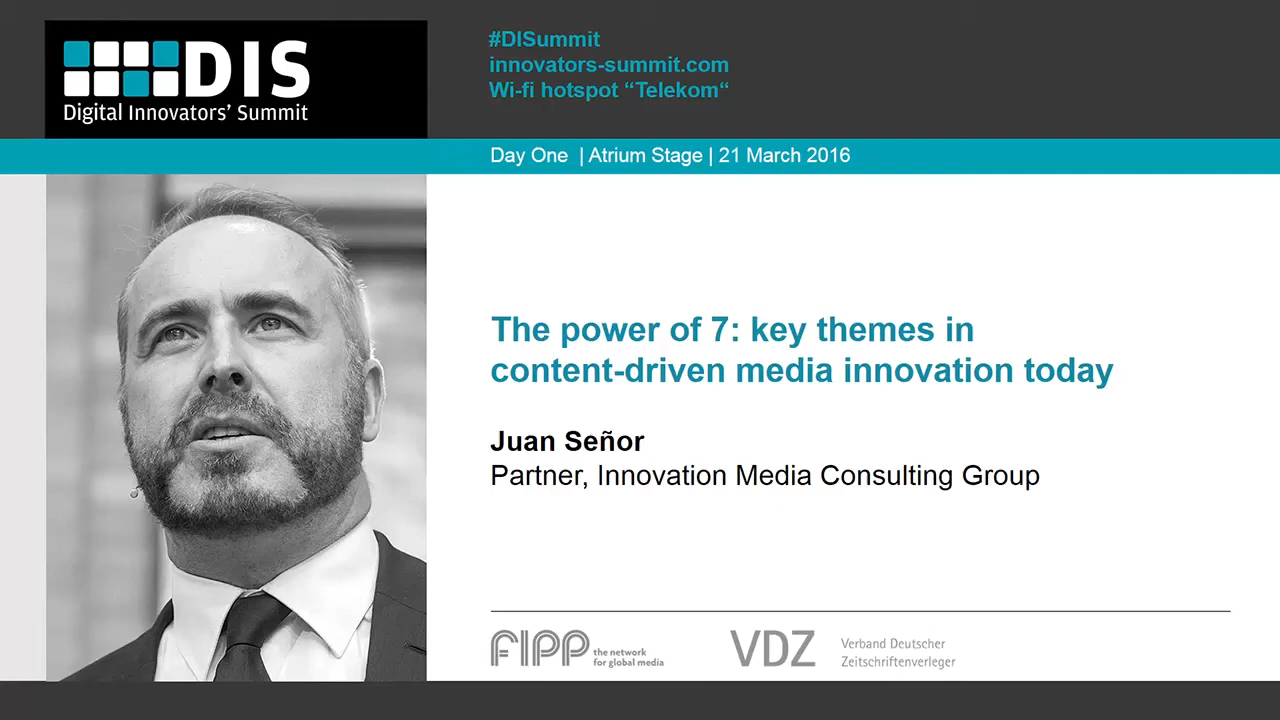 DIS
Digital Innovators’ Summit
#DISummit
innovators-summit.com
Wi-fi hotspot “Telekom“
Day One | Atrium Stage | 21 March 2016
The power of 7: key themes in
content-driven media innovation today
Juan Señor
Partner, Innovation Media Consulting Group
FIPP the network
for global media
VDZ Verband Deutscher
Zeitschriftenverleger